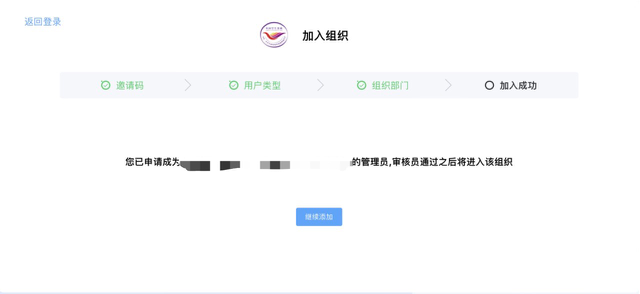 返回登录
加入组织
邀请码 用户类型 组织部门 加入成功
您已申请成为 的管理员,审核员通过之后将进入该组织
继续添加